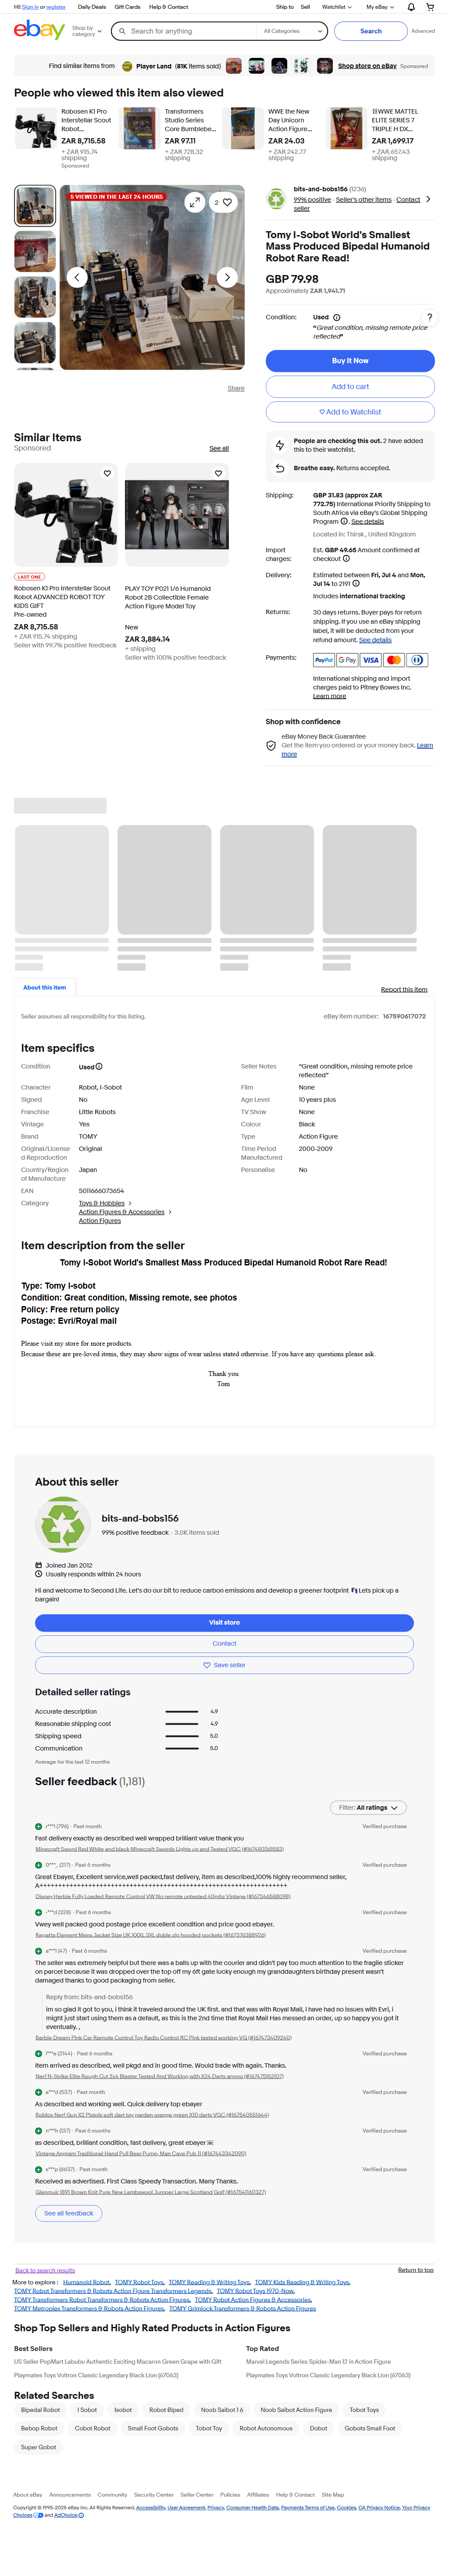 Hi! Sign in or register
Daily Deals
Gift Cards
Help & Contact
Ship to
Sell
Watchlist
My eBay
ebay
Shop by category
Search for anything
All Categories
Search
Advanced
Find similar items from
Player Land (81K items sold)
Shop store on eBay
Sponsored
People who viewed this item also viewed
Robosen K1 Pro
Interstellar Scout
Robot...
ZAR 8,715.58
+ ZAR 915.74
shipping
Sponsored
Transformers
Studio Series
Core Bumblebe...
ZAR 97.11
+ ZAR 728.32
shipping
WWE the New
Day Unicorn
Action Figure...
ZAR 24.03
+ ZAR 242.77
shipping
WWE MATTEL
ELITE SERIES 7
TRIPLE H DX...
ZAR 1,699.17
+ ZAR 657.43
shipping
5 VIEWED IN THE LAST 24 HOURS
2
Share
bits-and-bobs156 (1236)
99% positive · Seller's other items · Contact
seller
Tomy I-Sobot World's Smallest
Mass Produced Bipedal Humanoid
Robot Rare Read!
GBP 79.98
Approximately ZAR 1,941.71
Condition:
Used
"Great condition, missing remote price
reflected"
?
Buy It Now
Add to cart
Add to Watchlist
People are checking this out. 2 have added
this to their watchlist.
Breathe easy. Returns accepted.
Shipping:
GBP 31.83 (approx ZAR
772.75) International Priority Shipping to
South Africa via eBay's Global Shipping
Program. See details
Located in: Thirsk, United Kingdom
Import
charges:
Est. GBP 49.65 Amount confirmed at
checkout
Delivery:
Estimated between Fri, Jul 4 and Mon,
Jul 14 to 2191
Includes international tracking
Returns:
30 days returns. Buyer pays for return
shipping. If you use an eBay shipping
label, it will be deducted from your
refund amount. See details
Payments:
PayPal
G Pay
VISA
International shipping and import
charges paid to Pitney Bowes Inc.
Learn more
Shop with confidence
eBay Money Back Guarantee
Get the item you ordered or your money back. Learn
more
Similar Items
Sponsored
See all
LAST ONE
Robosen K1 Pro Interstellar Scout
Robot ADVANCED ROBOT TOY
KIDS GIFT
Pre-owned
ZAR 8,715.58
+ ZAR 915.74 shipping
Seller with 99.7% positive feedback
PLAY TOY P021 1/6 Humanoid
Robot 2B Collectible Female
Action Figure Model Toy
New
ZAR 3,884.14
+ shipping
Seller with 100% positive feedback
About this item
Report this item
Seller assumes all responsibility for this listing.
eBay item number: 167590617072
Item specifics
Condition
Used
Seller Notes
"Great condition, missing remote price
reflected"
Character
Robot, I-Sobot
Film
None
Signed
No
Age Level
10 years plus
Franchise
Little Robots
TV Show
None
Vintage
Yes
Colour
Black
Brand
TOMY
Type
Action Figure
Original/License
d Reproduction
Original
Time Period
Manufactured
2000-2009
Country/Region
of Manufacture
Japan
Personalise
No
EAN
5011666073654
Category
Toys & Hobbies
Action Figures & Accessories
Action Figures
Item description from the seller
Tomy I-Sobot World's Smallest Mass Produced Bipedal Humanoid Robot Rare Read!
Type: Tomy I-sobot
Condition: Great condition, Missing remote, see photos
Policy: Free return policy
Postage: Evri/Royal mail
Please visit my store for more products.
Because these are pre-loved items, they may show signs of wear unless stated otherwise. If you have any questions please ask.
Thank you
Tom
About this seller
bits-and-bobs156
99% positive feedback · 3.0K items sold
Joined Jan 2012
Usually responds within 24 hours
Hi and welcome to Second Life. Let's do our bit to reduce carbon emissions and develop a greener footprint 👣 Lets pick up a
bargain!
Visit store
Contact
Save seller
Detailed seller ratings
Accurate description 4.9
Reasonable shipping cost 4.9
Shipping speed 5.0
Communication 5.0
Average for the last 12 months
Seller feedback (1,181)
Filter: All ratings
r***l (796) · Past month
Verified purchase
Fast delivery exactly as described well wrapped brilliant value thank you
Minecraft Sword Red White and black Minecraft Swords Lights up and Tested VGC (#167480361583)
Past 6 months
Verified purchase
Great Ebayer, Excellent service,well packed,fast delivery, item as described,100% highly recommend seller,
Disney Herbie Fully Loaded Remote Control VW No remote untested 40mhz Vintage (#167346588098)
-***d (328) · Past 6 months
Verified purchase
Vwey well packed good postage price excellent condition and price good ebayer.
Regatta Element Mens Jacket Size UK XXXL 3XL doble zip hooded pockets (#167376388926)
a***l (47) · Past 6 months
Verified purchase
The seller was extremely helpful but there was a balls up with the courier and didn't pay too much attention to the fragile sticker
on parcel because it was dropped over the top off my 6ft gate luckily enough my granddaughters birthday present wasn't
damaged thanks to good packaging from seller.
Reply from: bits-and-bobs156
im so glad it got to you, i think it traveled around the UK first. and that was with Royal mail, i have had no issues with Evri, i
might just start using them as a default, as this is the 2nd time that Royal Mail Has messed an order, up so happy you got it
eventually. ,
Barbie Dream Pink Car Remote Control Toy Radio Control RC Pink tested working VG (#167473409240)
l***e (2144) · Past 6 months
Verified purchase
Item arrived as described, well pkgd and in good time. Would trade with again. Thanks.
Nerf N-Strike Elite Rough Cut 2x4 Blaster Tested And Working with X24 Darts ammo (#167475152107)
a***d (537) · Past month
Verified purchase
As described and working well. Quick delivery top ebayer
Roblox Nerf Gun X2 Pistols soft dart toy garden orange green X10 darts VGC (#167540551644)
n***h (137) · Past 6 months
Verified purchase
as described, brilliant condition, fast delivery, great ebayer
Vintage Angram Traditional Hand Pull Beer Pump, Man Cave Pub 11 (#167443342090)
s***p (6637) · Past month
Verified purchase
Received as advertised. First Class Speedy Transaction. Many Thanks.
Glenmuir 1891 Brown Knit Pure New Lambswool Jumper Large Scotland Golf (#167541160327)
See all feedback
Back to search results
Return to top
More to explore : Humanoid Robot, TOMY Robot Toys, TOMY Reading & Writing Toys, TOMY Kids Reading & Writing Toys,
TOMY Robot Transformers & Robots Action Figure Transformers Legends, TOMY Robot Toys 1970-Now,
TOMY Transformers Robot Transformers & Robots Action Figures, TOMY Robot Action Figures & Accessories,
TOMY Metroplex Transformers & Robots Action Figures, TOMY Grimlock Transformers & Robots Action Figures
Shop Top Sellers and Highly Rated Products in Action Figures
Best Sellers
Top Rated
US Seller PopMart Labubu Authentic Exciting Macaron Green Grape with Gift
Marvel Legends Series Spider-Man 12 in Action Figure
Playmates Toys Voltron Classic Legendary Black Lion (67063)
Playmates Toys Voltron Classic Legendary Black Lion (67063)
Related Searches
Bipedal Robot
I Sobot
Isobot
Robot Biped
Noob Saibot 1 6
Noob Saibot Action Figure
Tobot Toys
Bebop Robot
Cobot Robot
Small Foot Gobots
Tobot Toy
Robot Autonomous
Dobot
Gobots Small Foot
Super Gobot
About eBay
Announcements
Community
Security Center
Seller Center
Policies
Affiliates
Help & Contact
Site Map
Copyright © 1995-2025 eBay Inc. All Rights Reserved. Accessibility, User Agreement, Privacy, Consumer Health Data, Payments Terms of Use, Cookies, CA Privacy Notice, Your Privacy
Choices and AdChoice